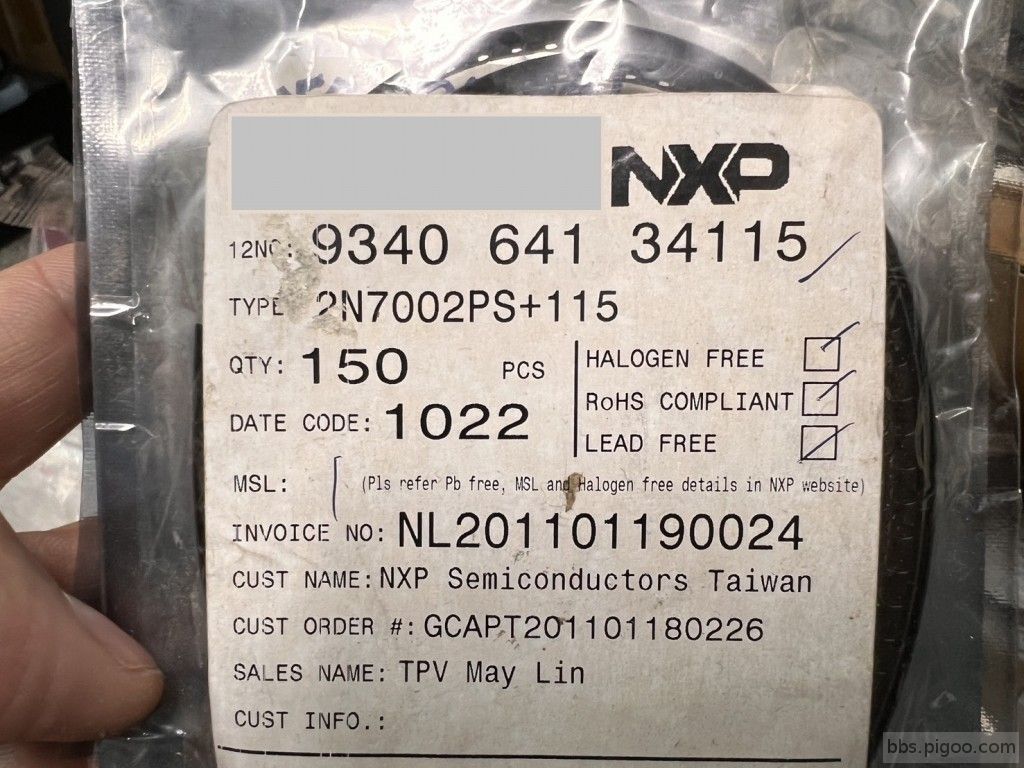 NXP
12NC: 9340 641 34115
TYPE 2N7002PS+115
QTY: 150 PCS
HALOGEN FREE
RoHS COMPLIANT
DATE CODE: 1022
LEAD FREE
MSL: (Pls refer Pb free, MSL and Halogen free details in NXP website)
INVOICE NO: NL201101190024
CUST NAME: NXP Semiconductors Taiwan
CUST ORDER #: GCAPT201101180226
SALES NAME: TPV May Lin
CUST INFO.:
bbs.pigoo.com